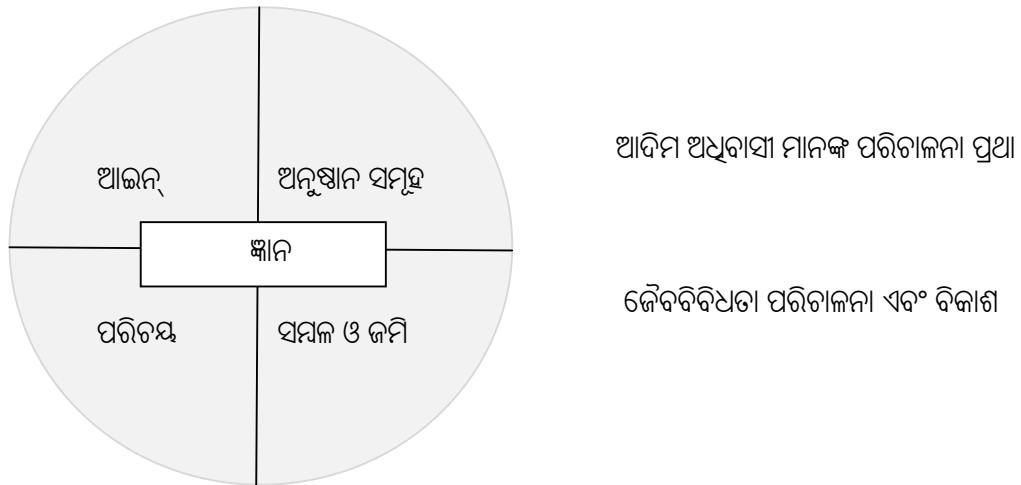 ଆଦିମ ଅଧିବାସୀ ମାନଙ୍କ ପରିଚାଳନା ପ୍ରଥା
ଆଇନ୍
ଅନୁଷ୍ଠାନ ସମୂହ
ଜ୍ଞାନ
ଜୈବବିବିଧତା ପରିଚାଳନା ଏବଂ ବିକାଶ
ପରିଚୟ
ସମ୍ବଳ ଓ ଜମି